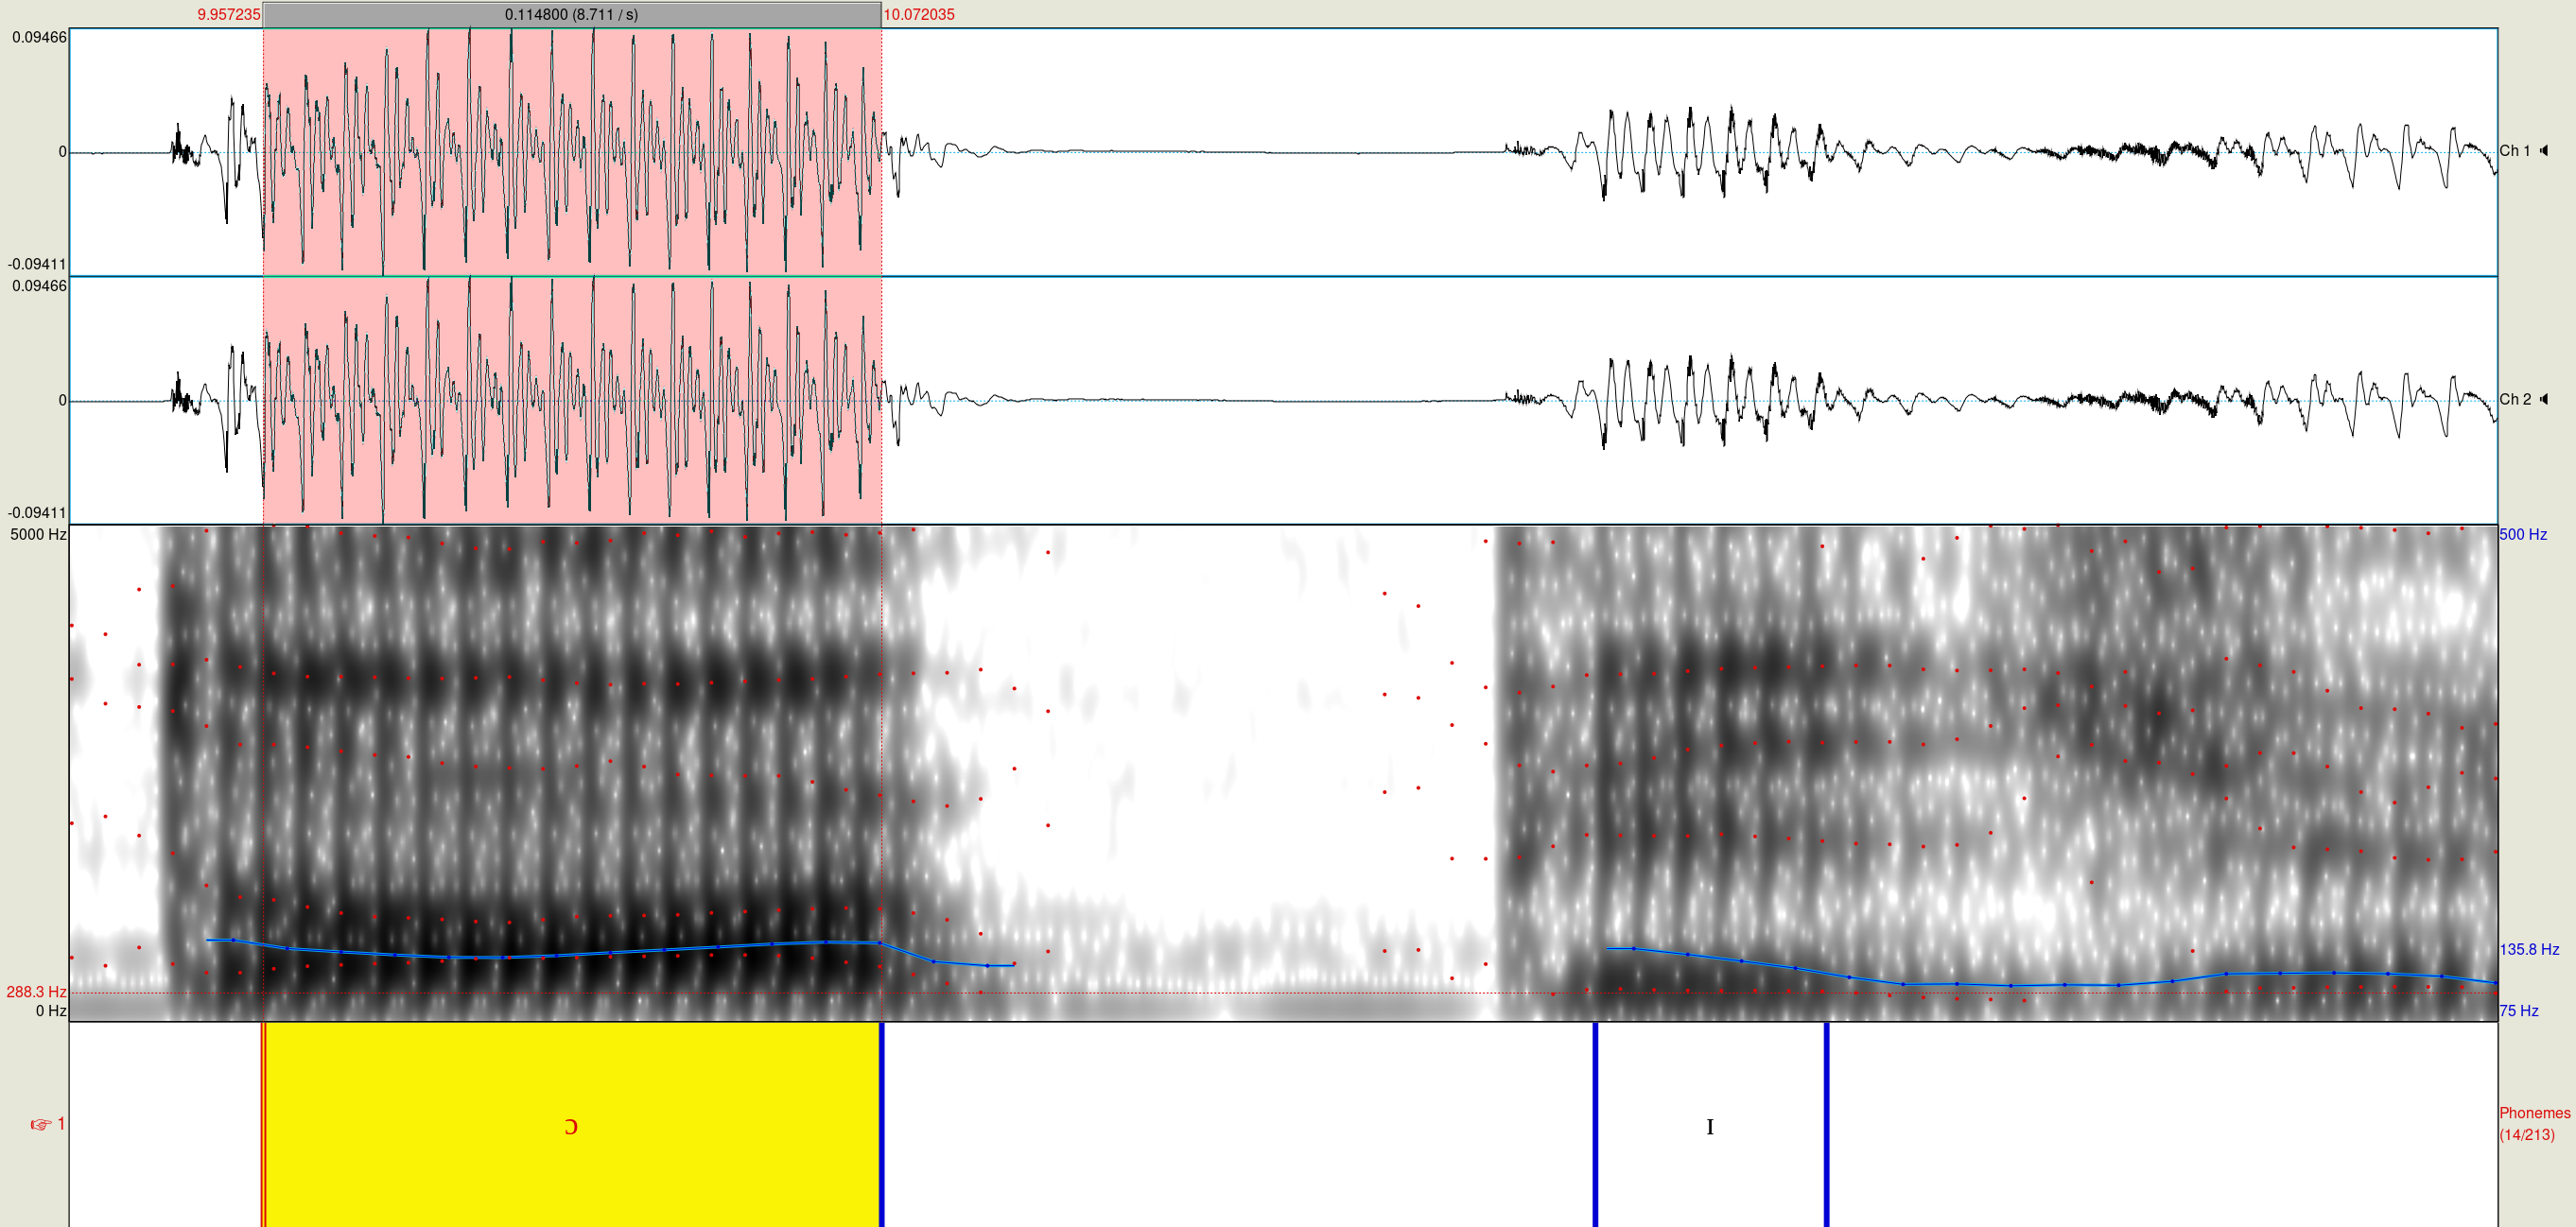 9.957235 0.114800 (8.711 / s) 10.072035
0.09466
0
Ch 1
-0.09411
0.09466
0
Ch 2
-0.09411
5000 Hz 500 Hz
135.8 Hz
288.3 Hz
0 Hz 75 Hz
☞ 1 ɔ ɪ Phonemes
(14/213)